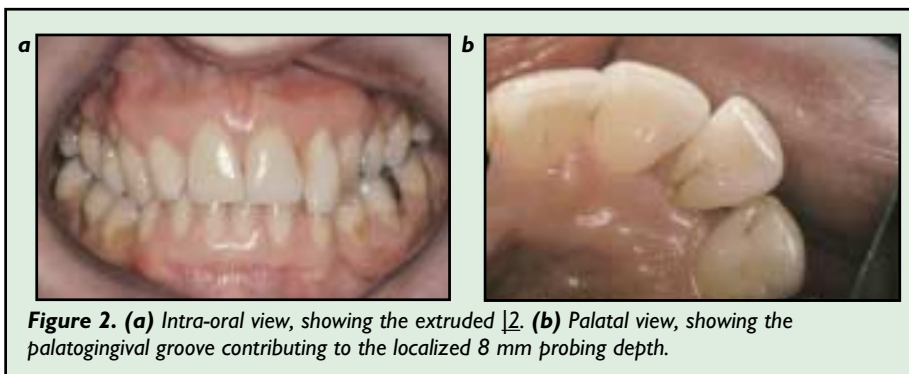 a
b
Figure 2. (a) Intra-oral view, showing the extruded |2. (b) Palatal view, showing the
palatogingival groove contributing to the localized 8 mm probing depth.